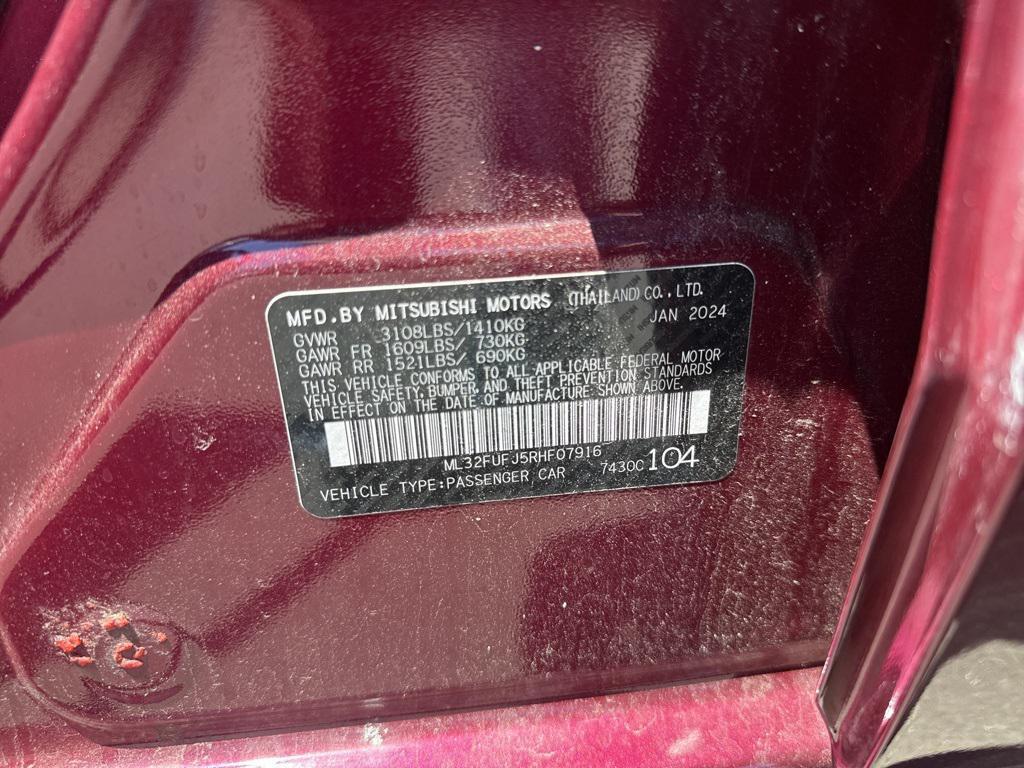 MFD.BY MITSUBISHI MOTORS (THAILAND) CO.,LTD.
GVWR 3108LBS/1410KG JAN 2024
GAWR FR 1609LBS/ 730KG
GAWR RR 1521LBS/ 690KG
THIS VEHICLE CONFORMS TO ALL APPLICABLE FEDERAL MOTOR
VEHICLE SAFETY, BUMPER, AND THEFT PREVENTION STANDARDS
IN EFFECT ON THE DATE OF MANUFACTURE SHOWN ABOVE.
ML32FUFJ5RHF07916
VEHICLE TYPE:PASSENGER CAR 7430C 104